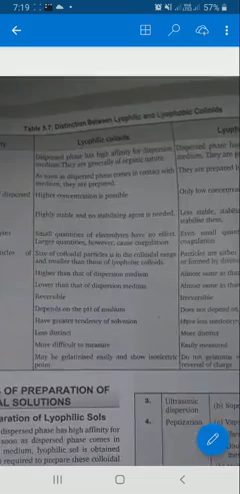 7:19
57%
Table 5.7: Distinction Between Lyophilic and Lyophobic Colloids
Lyophilic colloids
Lyoph
Dispersed phase has high affinity for dispersion
medium. They are generally of organic nature
Dispersed phase has
medium. They are
As soon as dispersed phase comes in contact with
medium, they are prepared.
They are prepared
dispersed
Higher concentration is possible
Only low concentra
Highly stable and no stabilizing agent is needed.
Less stable, stabili
stabilise them.
Small quantities of electrolytes have no effect.
Larger quantities, however, cause coagulation
Even small quant
coagulation
of
Size of colloidal particles is in the colloidal range
and smaller than those of lyophobic colloids.
Particles are either
or formed by
Higher than that of dispersion medium
Almost same as that
Lower than that of dispersion medium
Almost same as that
Reversible
Irreversible
Depends on the pH of medium
Does not depend on
Have greater tendency of solvation
Have less tendency
Less distinct
More distinct
More difficult to measure
Easily measured
May be gelatinised easily and show isoelectric
point
Do not gelatinise
reversal of charge
OF PREPARATION OF
AL SOLUTIONS
aration of Lyophilic Sols
dispersed phase has high affinity for
soon as dispersed phase comes in
medium, lyophilic sol is obtained
required to prepare these colloidal
3. Ultrasonic
dispersion
4. Peptization